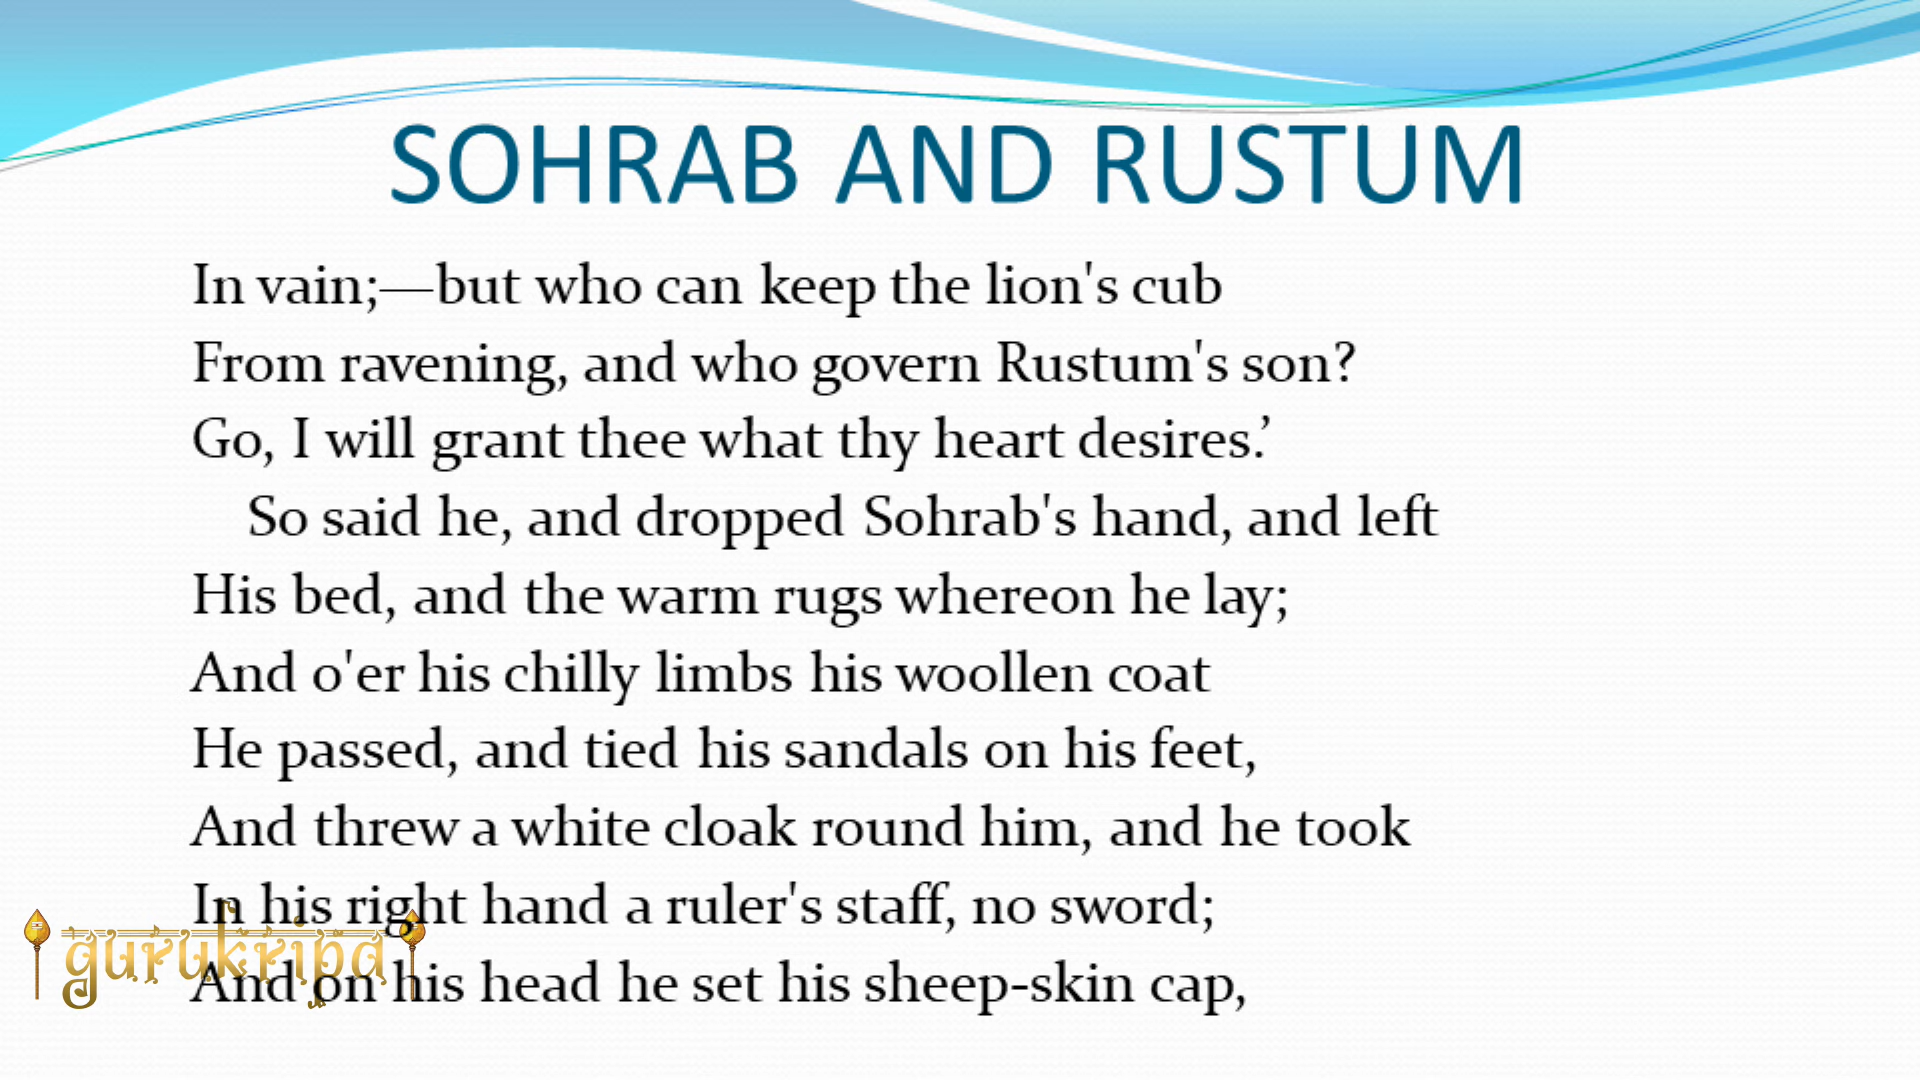 SOHRAB AND RUSTUM
In vain;—but who can keep the lion's cub
From ravening, and who govern Rustum's son?
Go, I will grant thee what thy heart desires.’
So said he, and dropped Sohrab's hand, and left
His bed, and the warm rugs whereon he lay;
And o'er his chilly limbs his woollen coat
He passed, and tied his sandals on his feet,
And threw a white cloak round him, and he took
In his right hand a ruler's staff, no sword;
And on his head he set his sheep-skin cap,
gurukripa